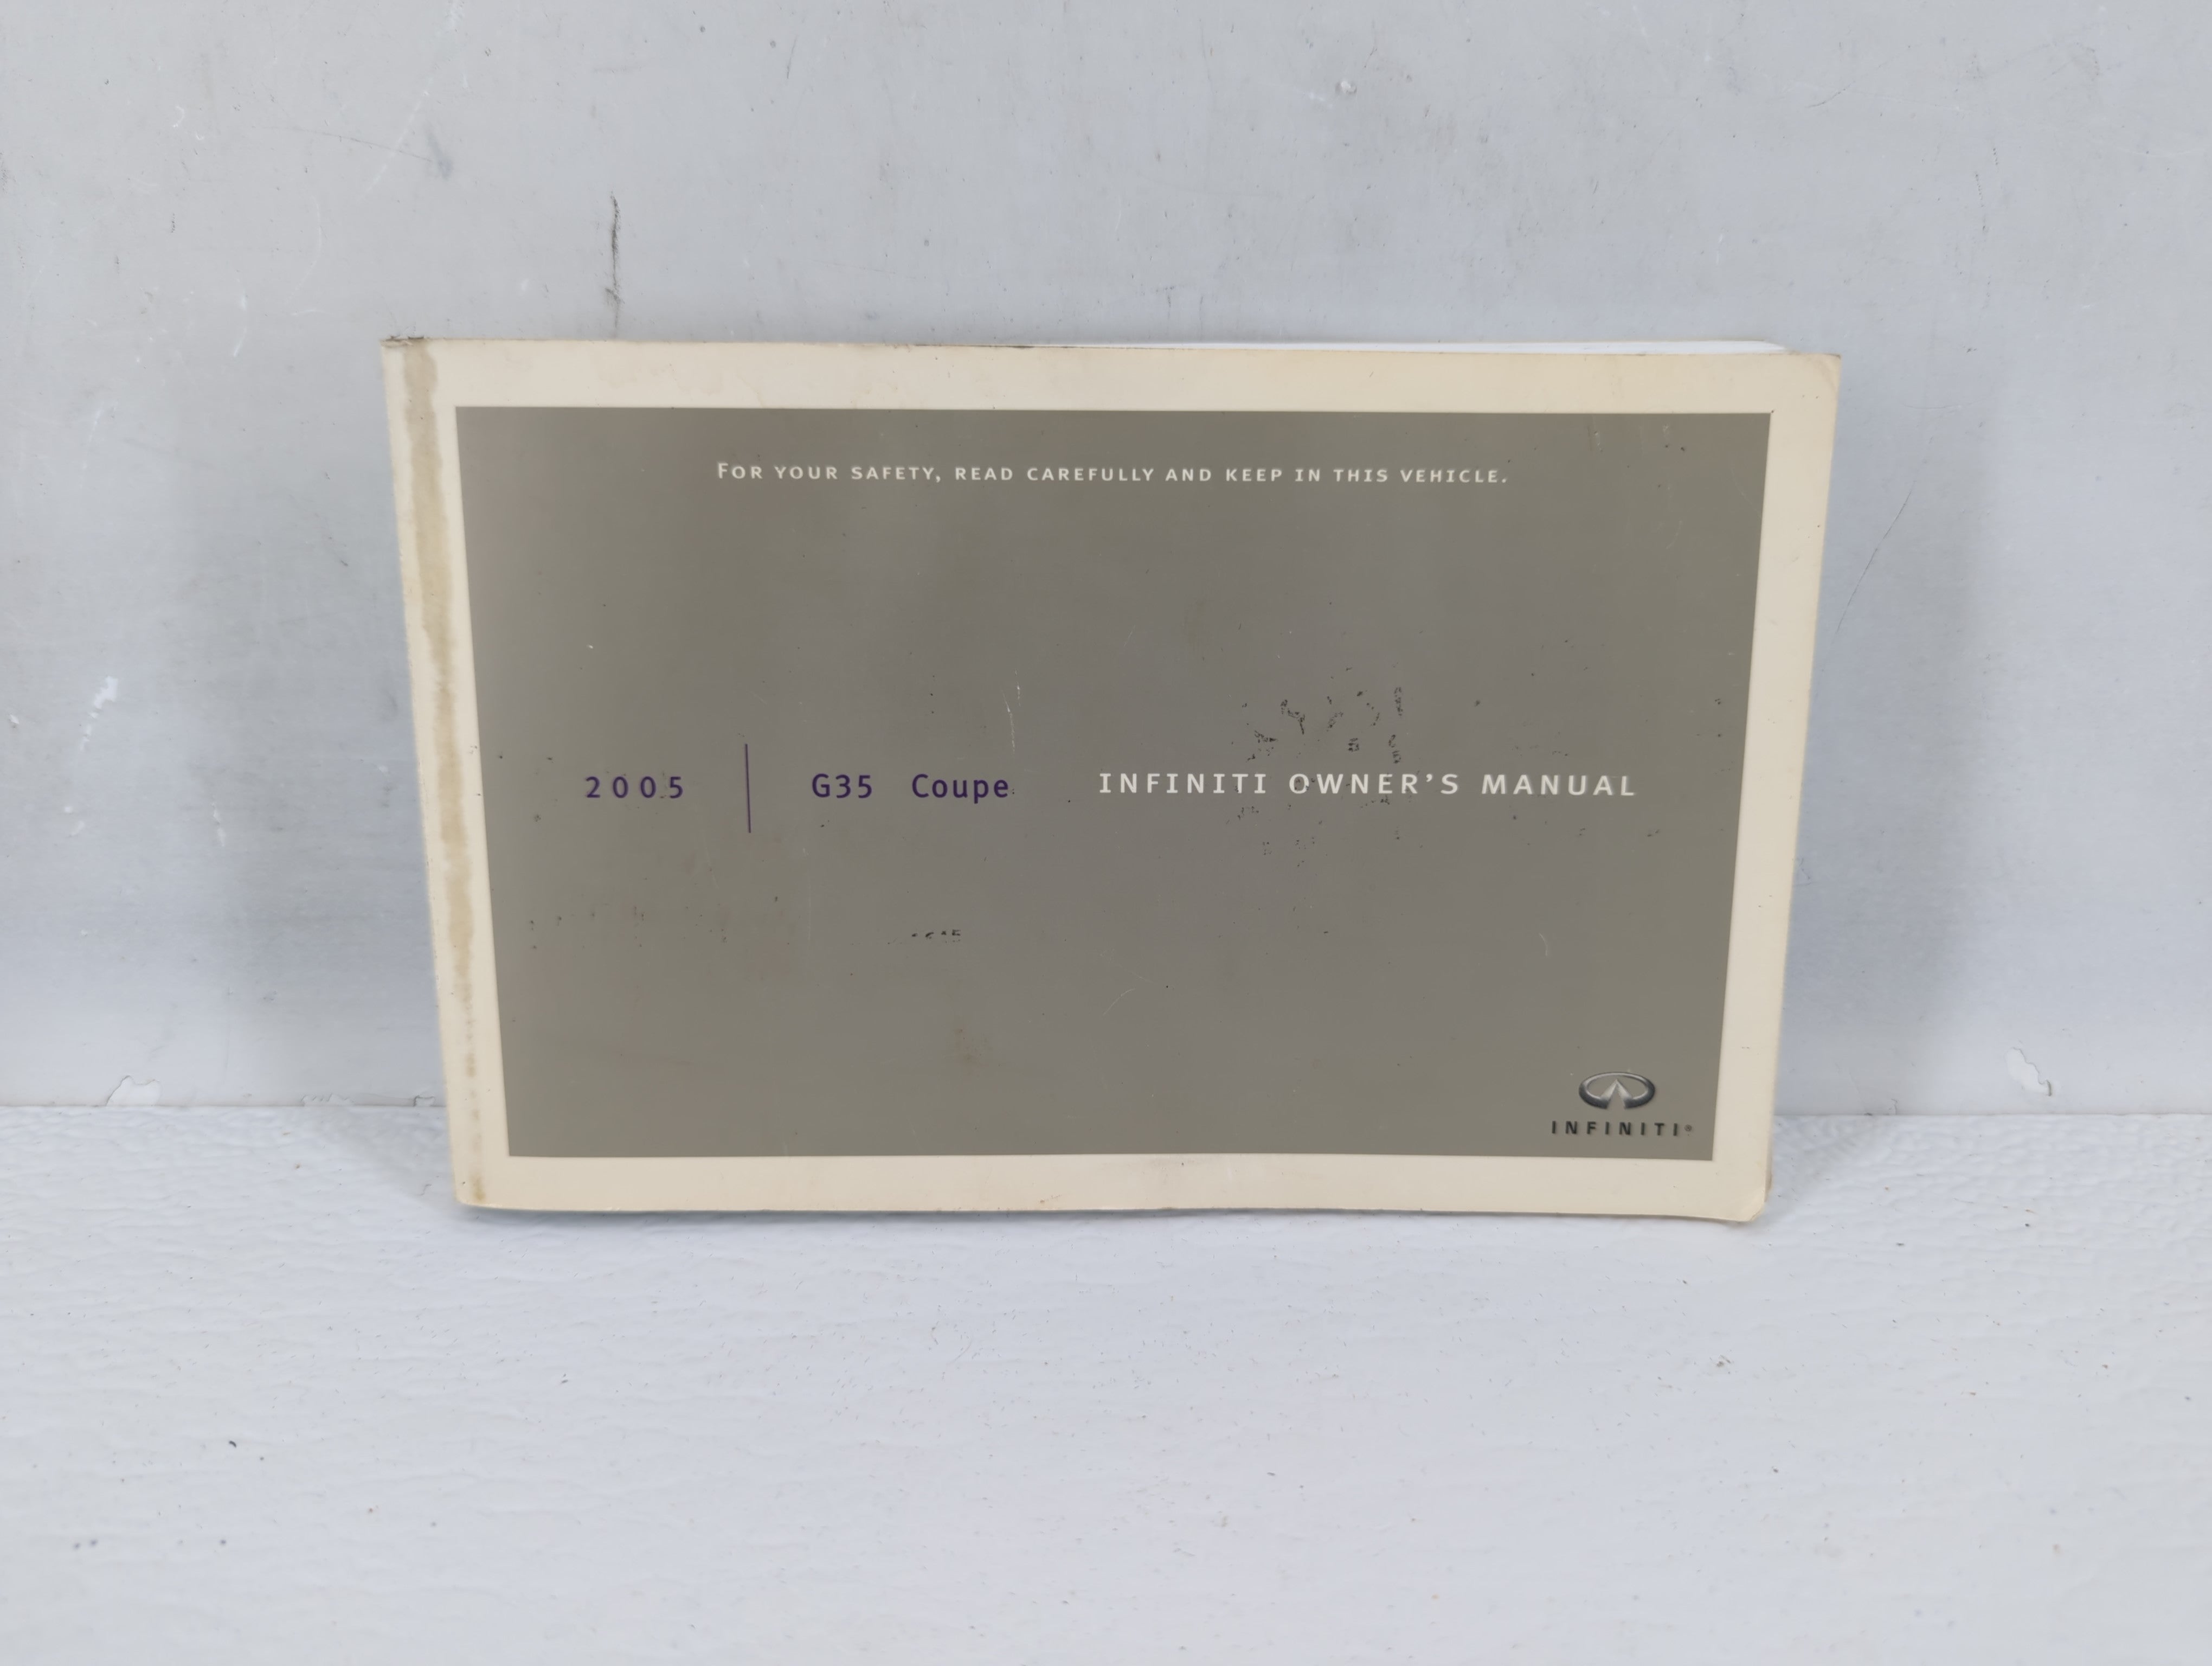 FOR YOUR SAFETY, READ CAREFULLY AND KEEP IN THIS VEHICLE.
2005 G35 Coupe INFINITI OWNER'S MANUAL
INFINITI®